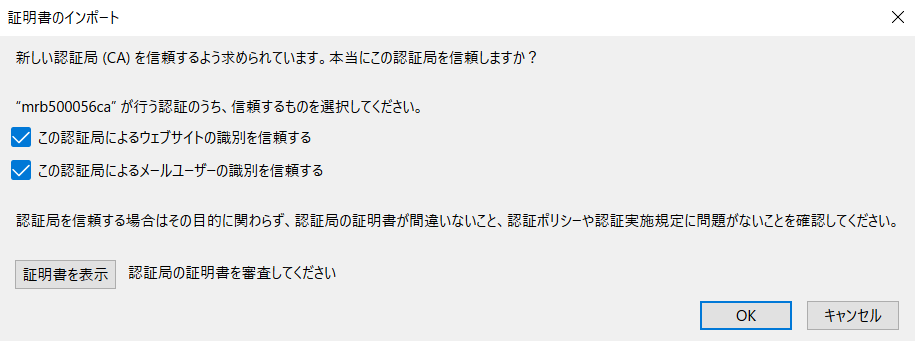 証明書のインポート
新しい認証局 (CA) を信頼するよう求められています。本当にこの認証局を信頼しますか？
“mrb500056ca” が行う認証のうち、信頼するものを選択してください。
この認証局によるウェブサイトの識別を信頼する
この認証局によるメールユーザーの識別を信頼する
認証局を信頼する場合はその目的に関わらず、認証局の証明書が間違いないこと、認証ポリシーや認証実施規定に問題がないことを確認してください。
証明書を表示 認証局の証明書を審査してください
OK キャンセル